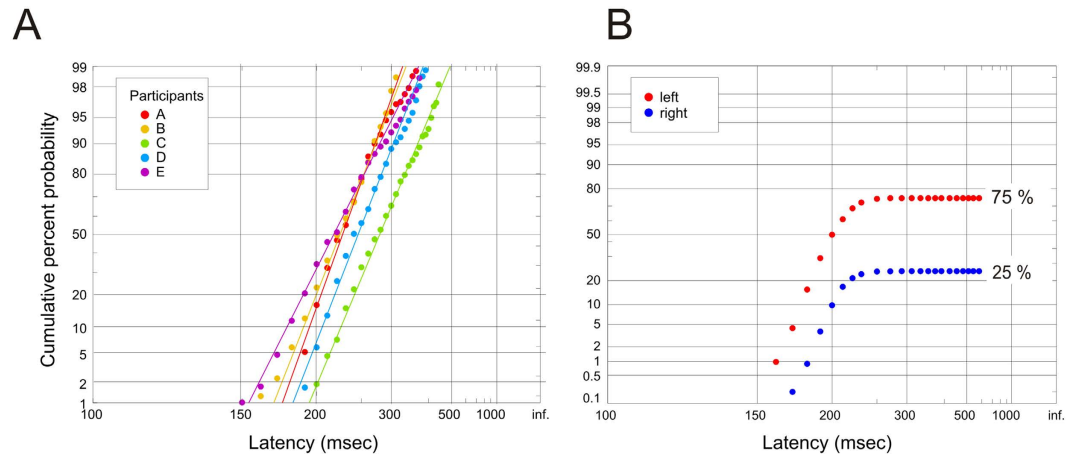 A
Cumulative percent probability
99
98
95
90
80
50
20
10
5
2
1
Participants
A
B
C
D
E
100 150 200 300 500 1000 inf.
Latency (msec)
B
99.9
99.5
99
98
95
90
80
50
20
10
5
2
1
0.5
0.1
left
right
75 %
25 %
100 150 200 300 500 1000 inf.
Latency (msec)